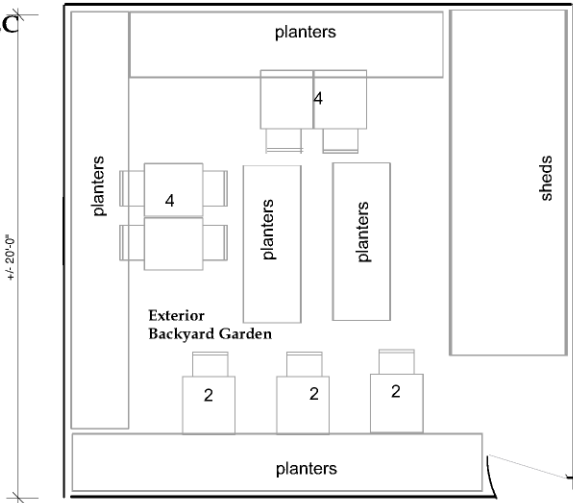 C
planters
4
planters
sheds
4
planters
planters
+/- 20'-0"
Exterior
Backyard Garden
2
2
2
planters